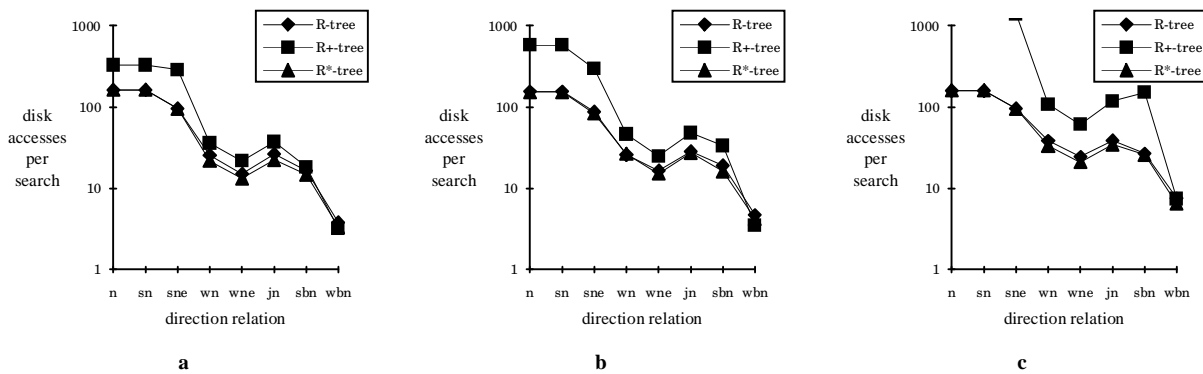 1000
100
10
1
disk
accesses
per
search
R-tree
R+-tree
R*-tree
n sn sne wn wne jn sbn wbn
direction relation
a
1000
100
10
1
disk
accesses
per
search
R-tree
R+-tree
R*-tree
n sn sne wn wne jn sbn wbn
direction relation
b
1000
100
10
1
disk
accesses
per
search
R-tree
R+-tree
R*-tree
n sn sne wn wne jn sbn wbn
direction relation
c